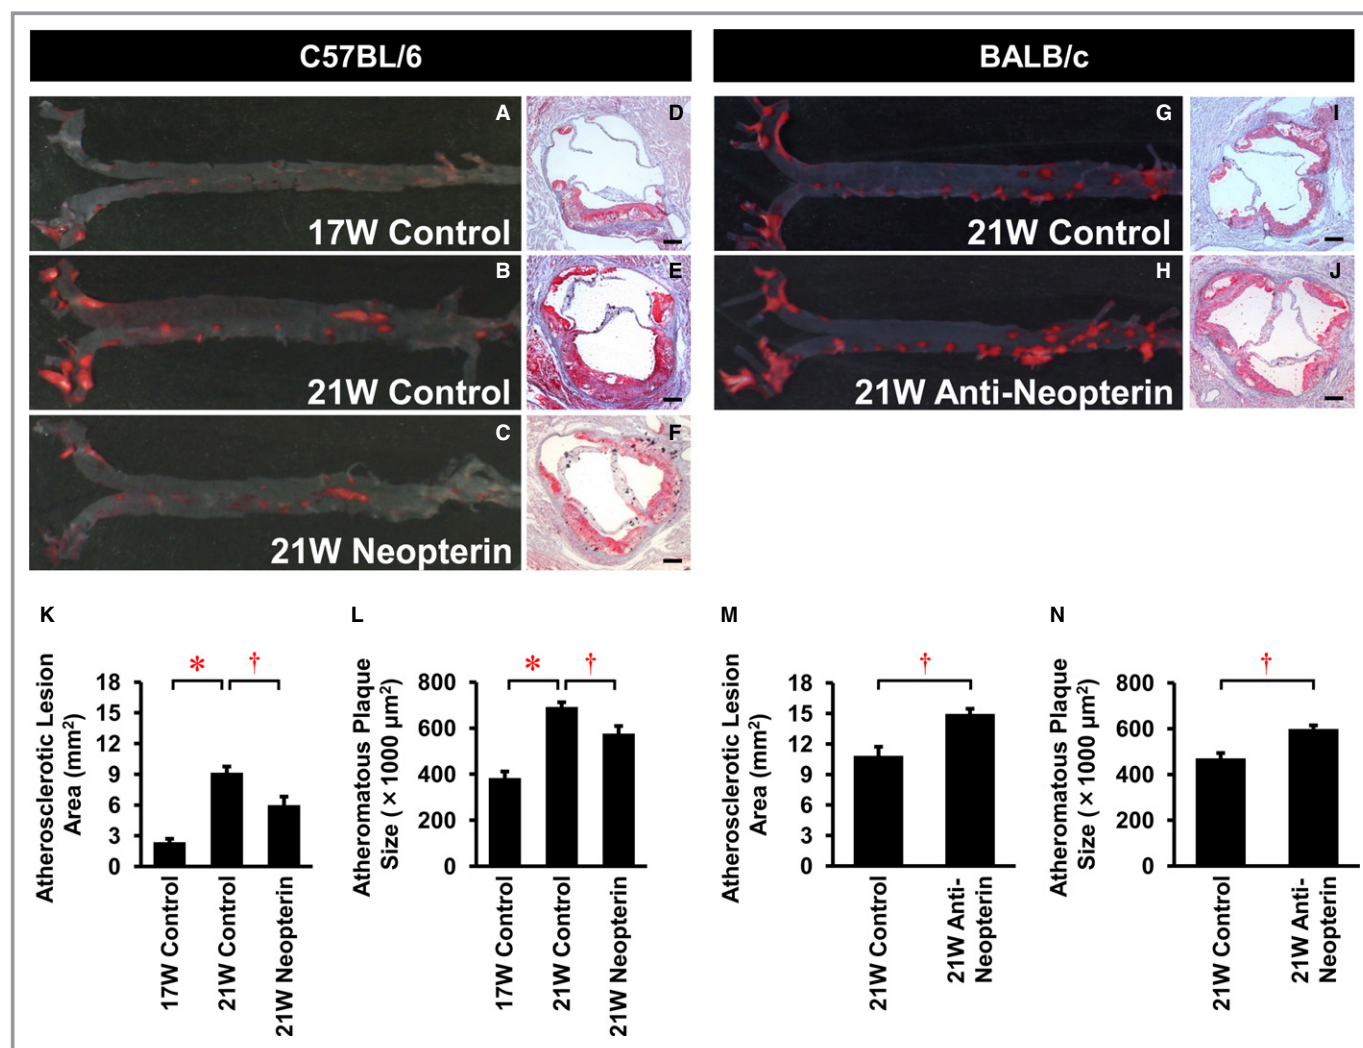 C57BL/6
BALB/c
A
17W Control
D
B
21W Control
E
C
21W Neopterin
F
G
21W Control
I
H
21W Anti-Neopterin
J
K
Atherosclerotic Lesion
Area (mm²)
18
15
12
9
6
3
0
*
†
17W Control
21W Control
21W Neopterin
L
Atheromatous Plaque
Size (×1000 μm²)
800
600
400
200
0
*
†
17W Control
21W Control
21W Neopterin
M
Atherosclerotic Lesion
Area (mm²)
18
15
12
9
6
3
0
†
21W Control
21W Anti-
Neopterin
N
Atheromatous Plaque
Size (×1000 μm²)
800
600
400
200
0
†
21W Control
21W Anti-
Neopterin